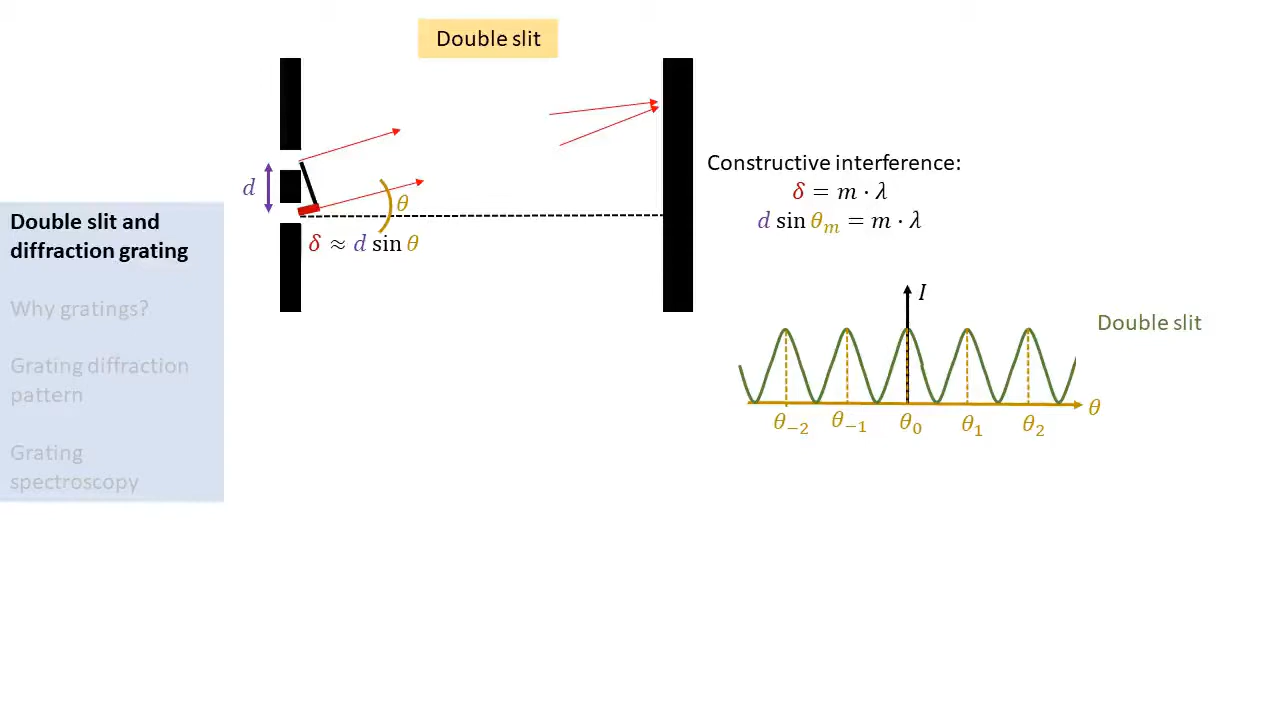 Double slit
d
θ
δ ≈ d sin θ
Constructive interference:
δ = m · λ
d sin θₘ = m · λ
Double slit and
diffraction grating
Why gratings?
Grating diffraction
pattern
Grating
spectroscopy
I
Double slit
θ₋₂ θ₋₁ θ₀ θ₁ θ₂ θ